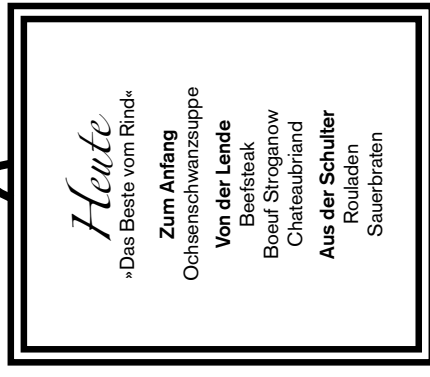 Heute
»Das Beste vom Rind«
Zum Anfang
Ochsenschwanzsuppe
Von der Lende
Beefsteak
Boeuf Stroganow
Chateaubriand
Aus der Schulter
Rouladen
Sauerbraten